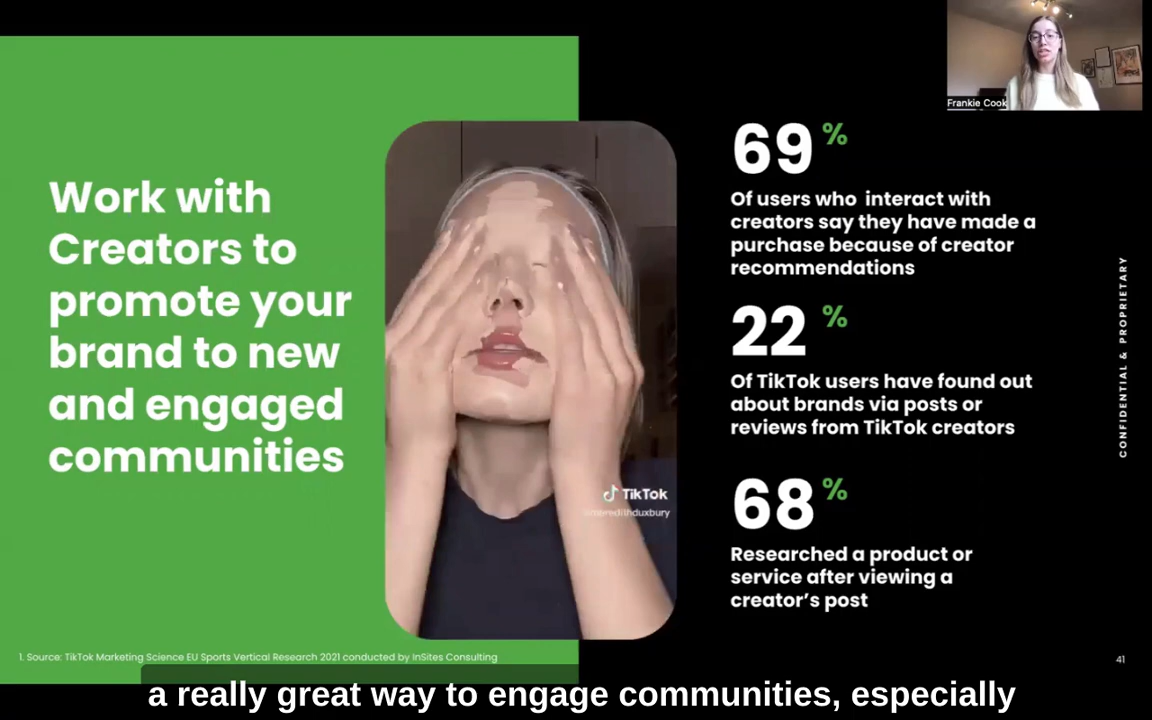 Frankie Cook
Work with
Creators to
promote your
brand to new
and engaged
communities
TikTok
69%
Of users who interact with
creators say they have made a
purchase because of creator
recommendations
22%
Of TikTok users have found out
about brands via posts or
reviews from TikTok creators
68%
Researched a product or
service after viewing a
creator's post
CONFIDENTIAL & PROPRIETARY
1. Source: TikTok Marketing Science EU Sports Vertical Research 2021 conducted by InSites Consulting
41
a really great way to engage communities, especially